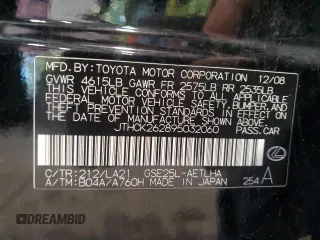 MFD.BY:TOYOTA MOTOR CORPORATION 12/08
GVWR 4615LB GAWR FR 2575LB RR 2535LB
THIS VEHICLE CONFORMS TO ALL APPLICABLE
FEDERAL MOTOR VEHICLE SAFETY, BUMPER, AND
THEFT PREVENTION STANDARDS IN EFFECT ON
THE DATE OF MANUFACTURE SHOWN ABOVE.
JTHCK262895032060 PASS.CAR
C/TR:212/LA21 GSE25L-AETLHA
A/TM:B04A/A760H MADE IN JAPAN 254A
DREAMBID